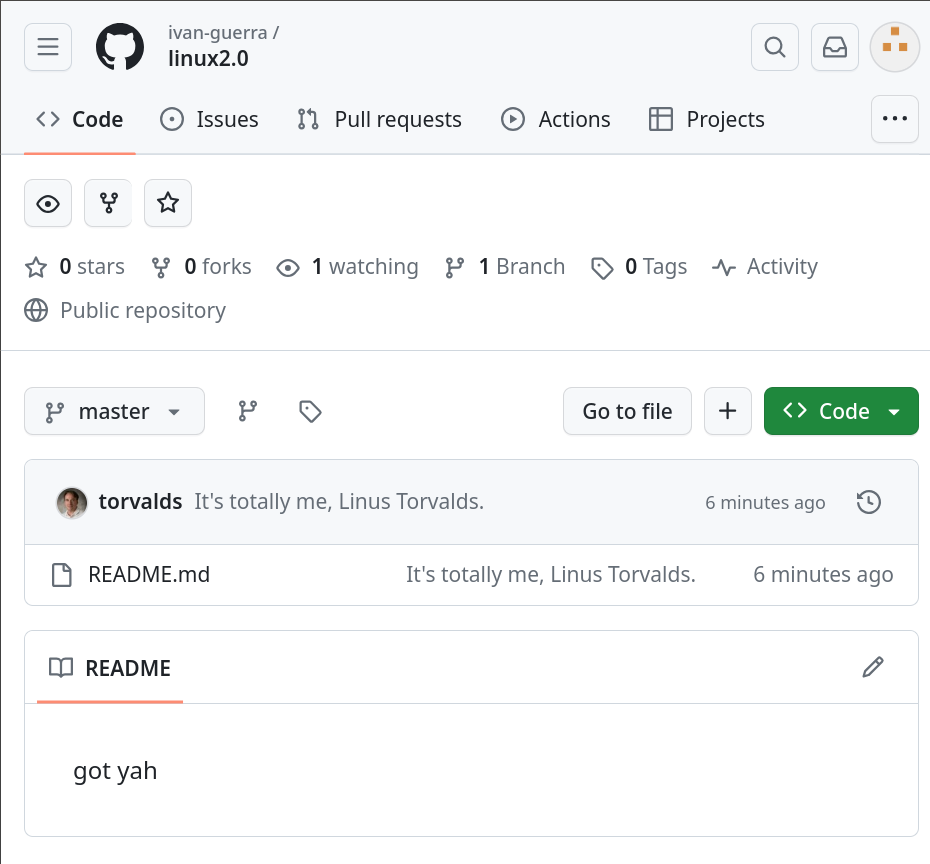 ivan-guerra /
linux2.0
Code Issues Pull requests Actions Projects
0 stars 0 forks 1 watching 1 Branch 0 Tags Activity
Public repository
master Go to file Code
torvalds It's totally me, Linus Torvalds. 6 minutes ago
README.md It's totally me, Linus Torvalds. 6 minutes ago
README
got yah